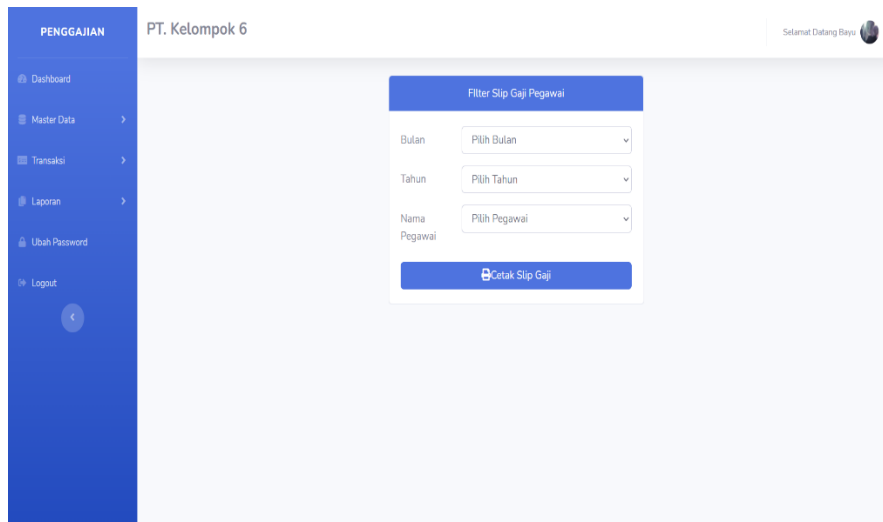 PENGGAJIAN
PT. Kelompok 6
Selamat Datang Bayu
Dashboard
Master Data
Transaksi
Laporan
Ubah Password
Logout
FIlter Slip Gaji Pegawai
Bulan
Pilih Bulan
Tahun
Pilih Tahun
Nama
Pegawai
Pilih Pegawai
Cetak Slip Gaji